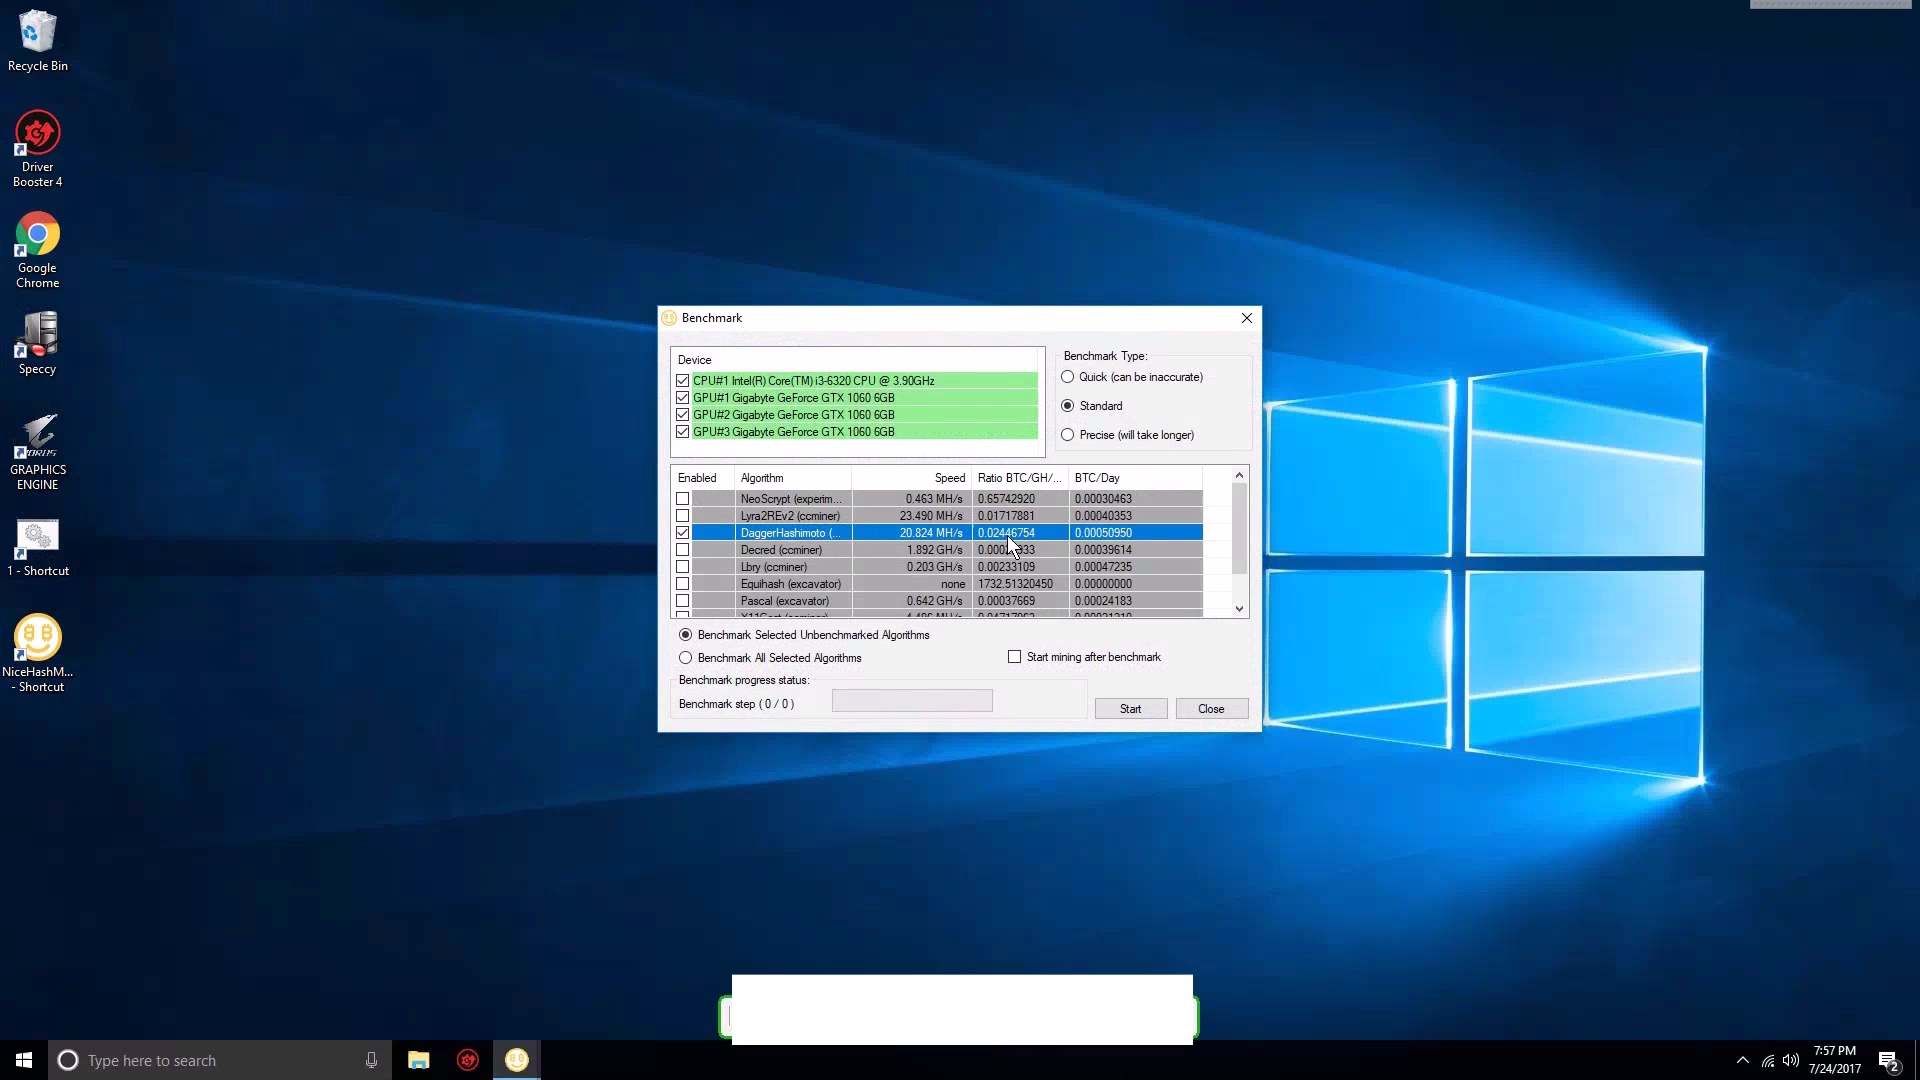 Recycle Bin
Driver
Booster 4
Google
Chrome
Speccy
GRAPHICS
ENGINE
1 - Shortcut
NiceHashM...
- Shortcut
Benchmark
Device
CPU#1 Intel(R) Core(TM) i3-6320 CPU @ 3.90GHz
GPU#1 Gigabyte GeForce GTX 1060 6GB
GPU#2 Gigabyte GeForce GTX 1060 6GB
GPU#3 Gigabyte GeForce GTX 1060 6GB
Benchmark Type:
Quick (can be inaccurate)
Standard
Precise (will take longer)
Enabled Algorithm Speed Ratio BTC/GH/... BTC/Day
NeoScrypt (experim... 0.463 MH/s 0.65742920 0.00030463
Lyra2REv2 (ccminer) 23.490 MH/s 0.01717881 0.00040353
DaggerHashimoto (... 20.824 MH/s 0.02446754 0.00050950
Decred (ccminer) 1.892 GH/s 0.00039614
Lbry (ccminer) 0.203 GH/s 0.00233109 0.00047235
Equihash (excavator) none 1732.51320450 0.00000000
Pascal (excavator) 0.642 GH/s 0.00037669 0.00024183
Benchmark Selected Unbenchmarked Algorithms
Benchmark All Selected Algorithms
Start mining after benchmark
Benchmark progress status:
Benchmark step ( 0 / 0 )
Start
Close
Type here to search
7:57 PM
7/24/2017
2